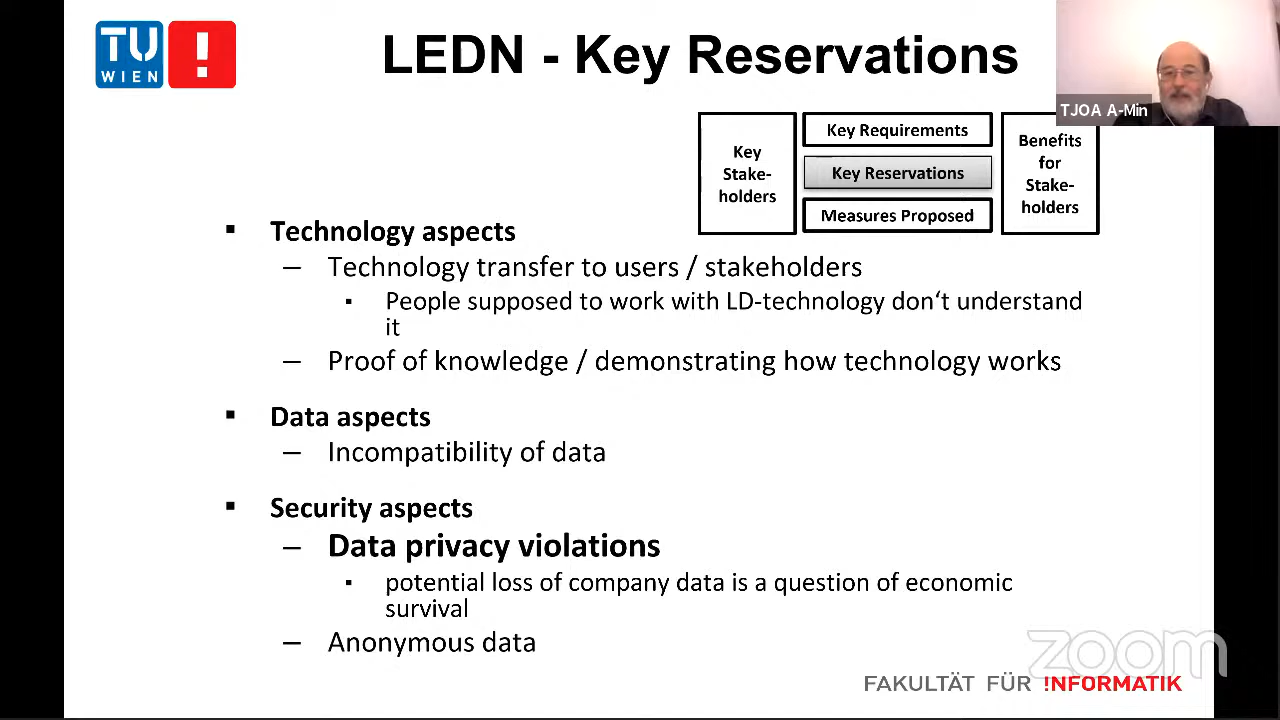 TU
WIEN
!
LEDN - Key Reservations
TJOA A-Min
Key
Stake-
holders
Key Requirements
Key Reservations
Measures Proposed
Benefits
for
Stake-
holders
▪ Technology aspects
– Technology transfer to users / stakeholders
▪ People supposed to work with LD-technology don‘t understand
it
– Proof of knowledge / demonstrating how technology works
▪ Data aspects
– Incompatibility of data
▪ Security aspects
– Data privacy violations
▪ potential loss of company data is a question of economic
survival
– Anonymous data
zoom
FAKULTÄT FÜR !NFORMATIK